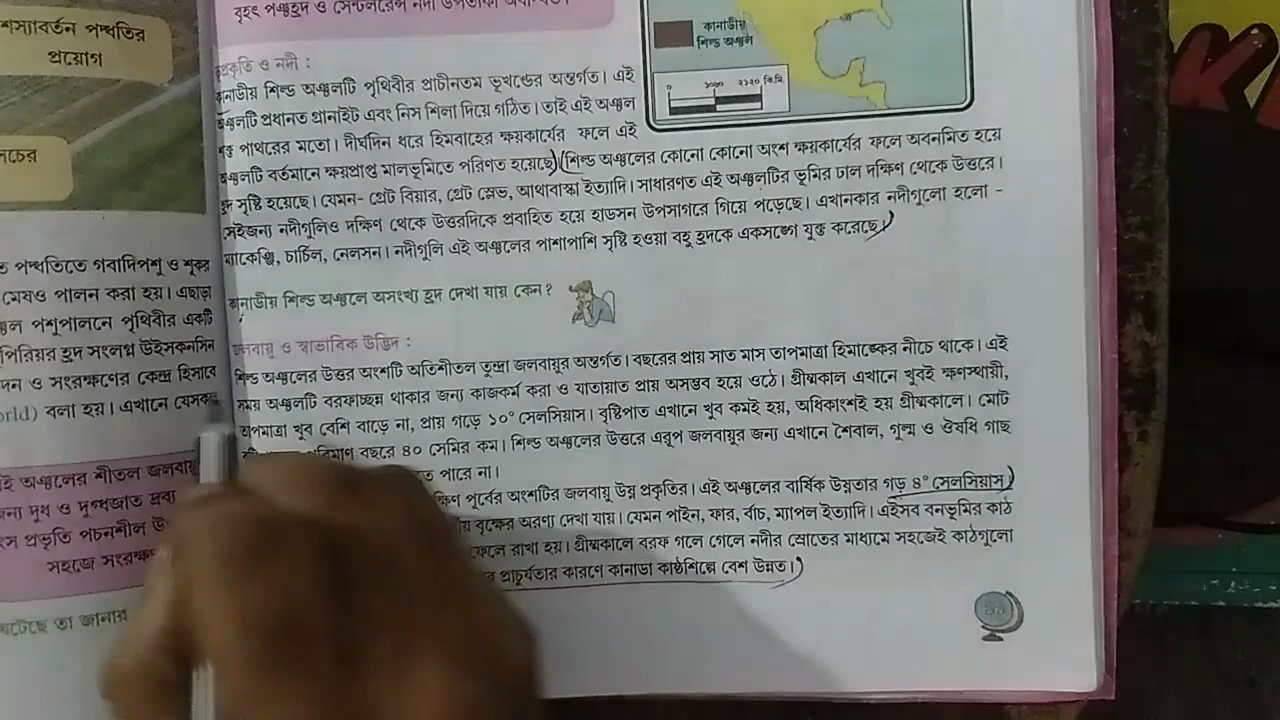 শস্যাবর্তন পদ্ধতির
প্রয়োগ
পদ্ধতিতে গবাদিপশু ও শূকর
মেষও পালন করা হয়। এছাড়া
পশুপালনে পৃথিবীর একটি
হ্রদ সংলগ্ন উইসকনসিন
ও সংরক্ষণের কেন্দ্র হিসাবে
বলা হয়। এখানে
অঞ্চলের শীতল
দুধ ও দুগ্ধজাত দ্রব্য
প্রভৃতি পচনশীল
সহজে
তা জানার
বৃহৎ পঞ্চহ্রদ ও সেন্টলরেন্স নদী উপত্যকা
কানাডীয়
শিল্ড অঞ্চল
০ ২১২০ কি.মি.
ও নদী :
শিল্ড অঞ্চলটি পৃথিবীর প্রাচীনতম ভূখণ্ডের অন্তর্গত। এই
প্রধানত গ্রানাইট এবং নিস শিলা দিয়ে গঠিত। তাই এই অঞ্চল
পাথরের মতো। দীর্ঘদিন ধরে হিমবাহের ক্ষয়কার্যের ফলে এই
বর্তমানে ক্ষয়প্রাপ্ত মালভূমিতে পরিণত হয়েছে। শিল্ড অঞ্চলের কোনো কোনো অংশ ক্ষয়কার্যের ফলে অবনমিত হয়ে
সৃষ্টি হয়েছে। যেমন- গ্রেট বিয়ার, গ্রেট স্লেভ, আথাবাস্কা ইত্যাদি। সাধারণত এই অঞ্চলটির ভূমির ঢাল দক্ষিণ থেকে উত্তরে।
সেইজন্য নদীগুলিও দক্ষিণ থেকে উত্তরদিকে প্রবাহিত হয়ে হাডসন উপসাগরে গিয়ে পড়েছে। এখানকার নদীগুলো হলো -
ম্যাকেঞ্জি, চার্চিল, নেলসন। নদীগুলি এই অঞ্চলের পাশাপাশি সৃষ্টি হওয়া বহু হ্রদকে একসঙ্গে যুক্ত করেছে।
কানাডীয় শিল্ড অঞ্চলে অসংখ্য হ্রদ দেখা যায় কেন?
জলবায়ু ও স্বাভাবিক উদ্ভিদ :
শিল্ড অঞ্চলের উত্তর অংশটি অতিশীতল তুন্দ্রা জলবায়ুর অন্তর্গত। বছরের প্রায় সাত মাস তাপমাত্রা হিমাঙ্কের নীচে থাকে। এই
সময় অঞ্চলটি বরফাচ্ছন্ন থাকার জন্য কাজকর্ম করা ও যাতায়াত প্রায় অসম্ভব হয়ে ওঠে। গ্রীষ্মকাল এখানে খুবই ক্ষণস্থায়ী,
তাপমাত্রা খুব বেশি বাড়ে না, প্রায় গড়ে ১০° সেলসিয়াস। বৃষ্টিপাত এখানে খুব কমই হয়, অধিকাংশই হয় গ্রীষ্মকালে। মোট
বছরে ৪০ সেমির কম। শিল্ড অঞ্চলের উত্তরে এরূপ জলবায়ুর জন্য এখানে শৈবাল, গুল্ম ও ঔষধি গাছ
পারে না।
পূর্বের অংশটির জলবায়ু উষ্ণ প্রকৃতির। এই অঞ্চলের বার্ষিক উষ্ণতার গড় ৪° সেলসিয়াস।
বৃক্ষের অরণ্য দেখা যায়। যেমন পাইন, ফার, বার্চ, ম্যাপল ইত্যাদি। এইসব বনভূমির কাঠ
ফেলে রাখা হয়। গ্রীষ্মকালে বরফ গলে গেলে নদীর স্রোতের মাধ্যমে সহজেই কাঠগুলো
প্রাচুর্যতার কারণে কানাডা কাষ্ঠশিল্পে বেশ উন্নত।